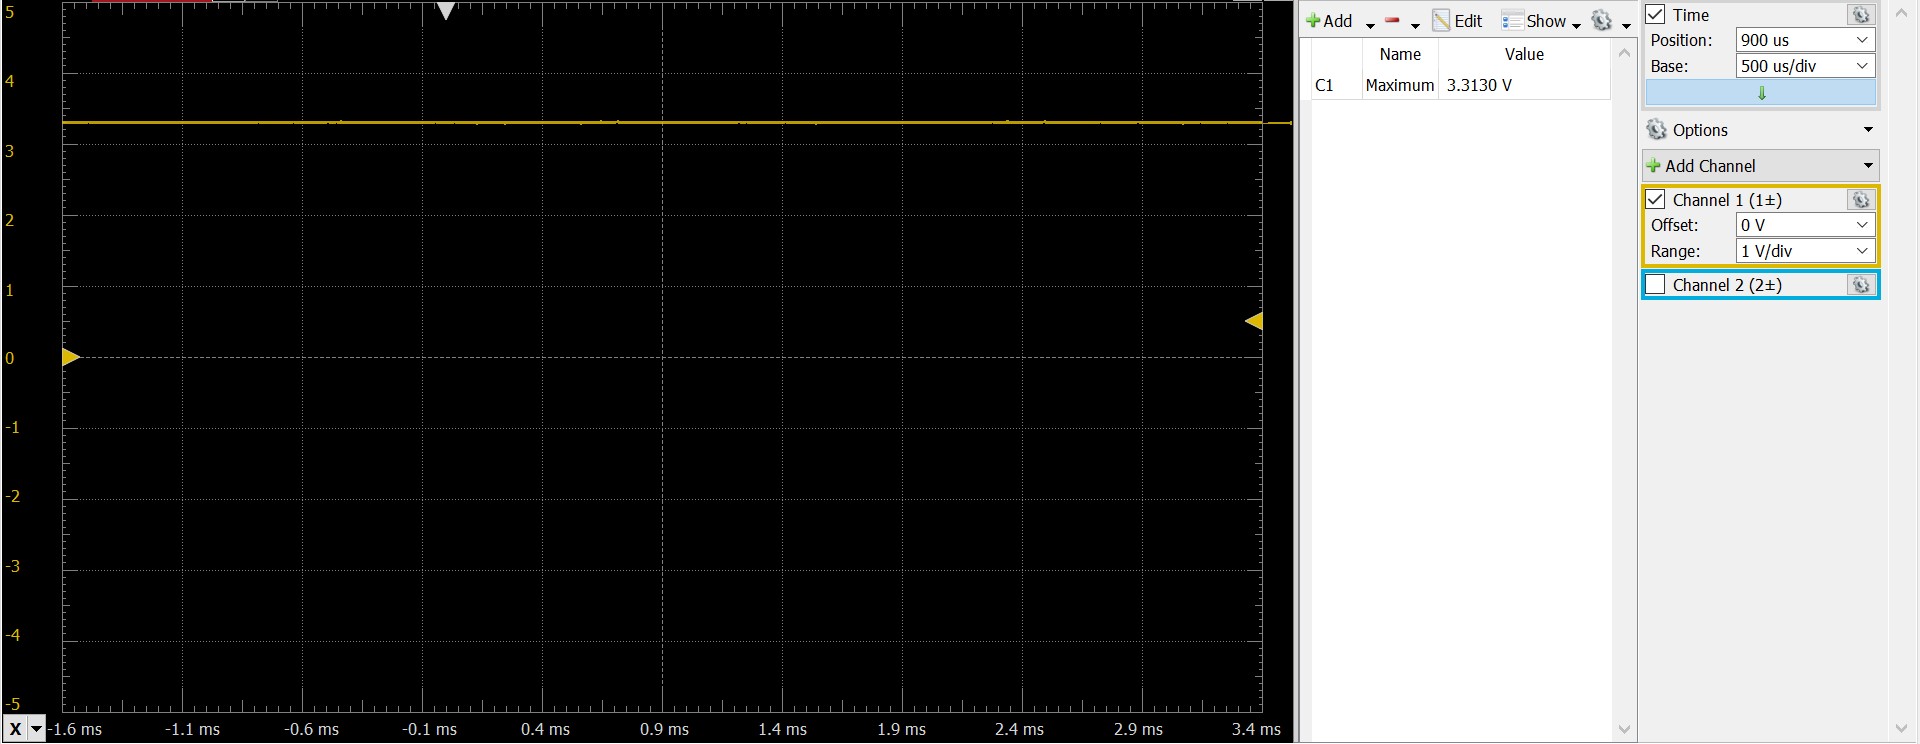 5
4
3
2
1
0
-1
-2
-3
-4
-5
X
-1.6 ms -1.1 ms -0.6 ms -0.1 ms 0.4 ms 0.9 ms 1.4 ms 1.9 ms 2.4 ms 2.9 ms 3.4 ms
Add Edit Show
Name Value
C1 Maximum 3.3130 V
Time
Position: 900 us
Base: 500 us/div
Options
Add Channel
Channel 1 (1±)
Offset: 0 V
Range: 1 V/div
Channel 2 (2±)